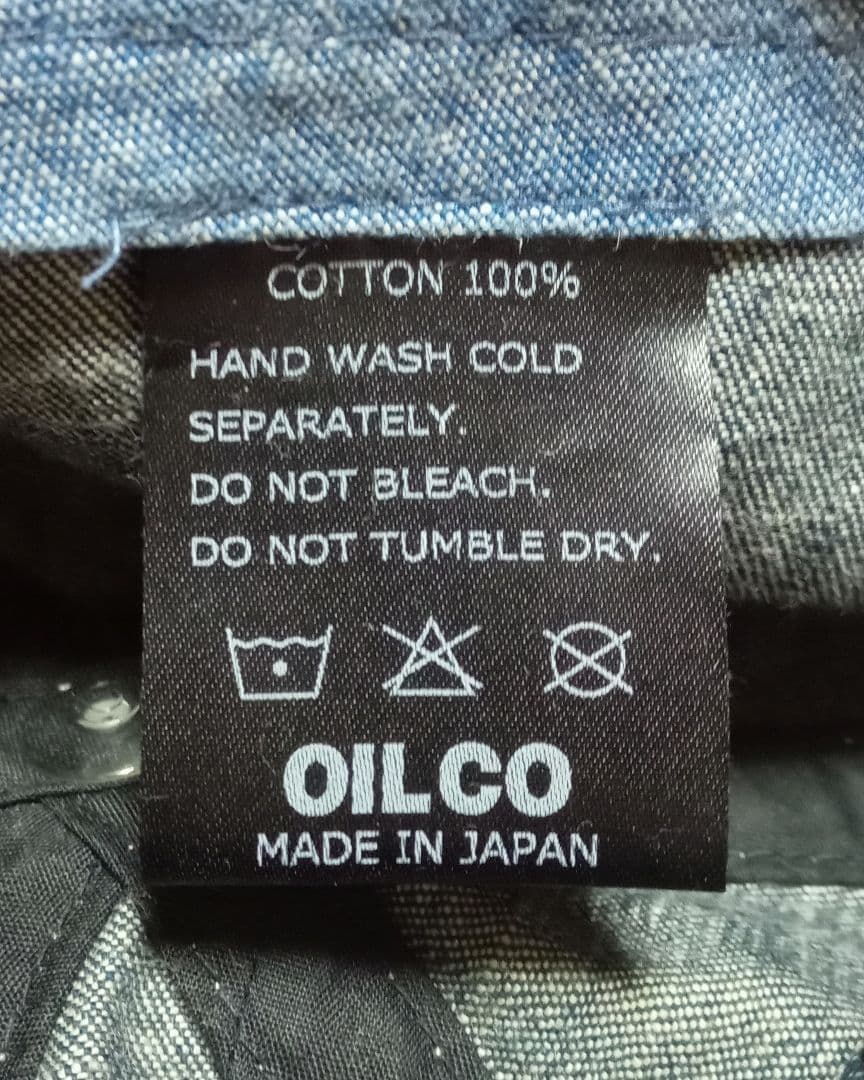 COTTON 100%
HAND WASH COLD
SEPARATELY.
DO NOT BLEACH.
DO NOT TUMBLE DRY.
OILCO
MADE IN JAPAN